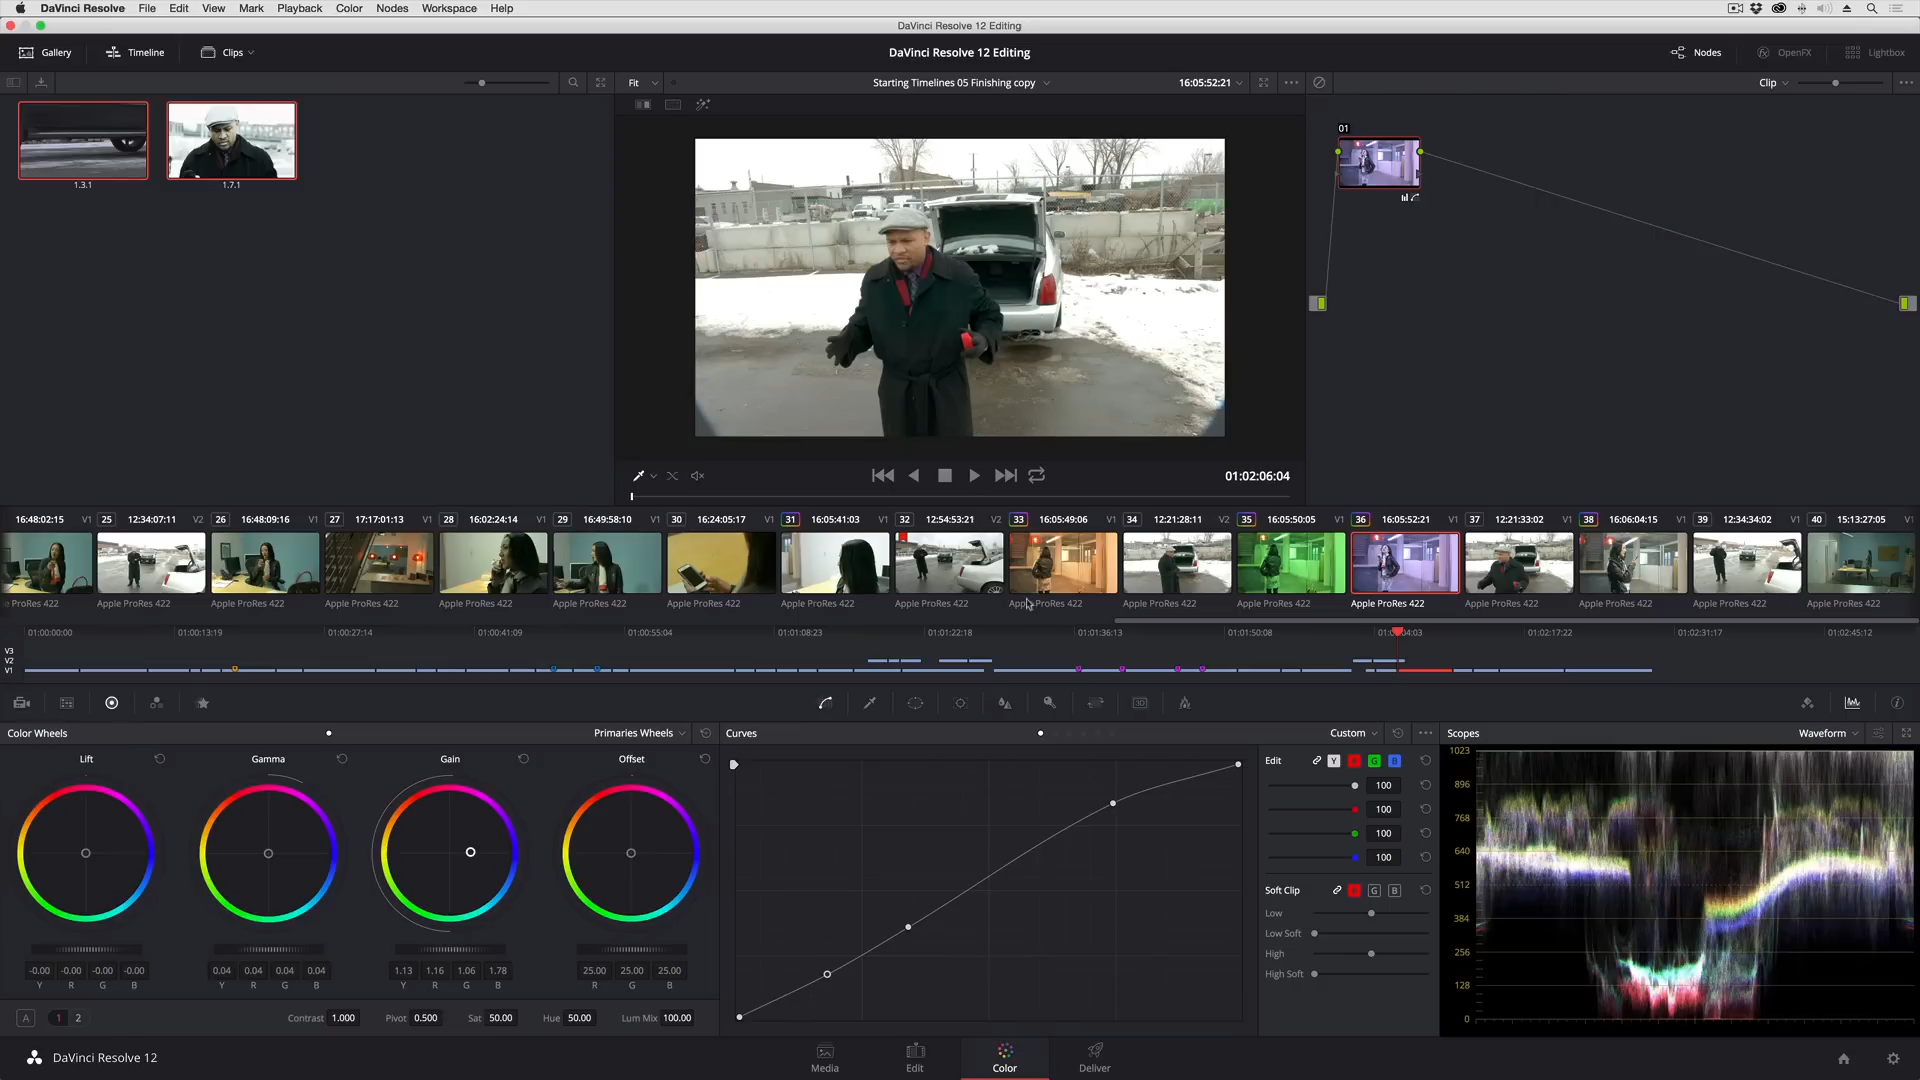 DaVinci Resolve File Edit View Mark Playback Color Nodes Workspace Help
DaVinci Resolve 12 Editing
Gallery Timeline Clips DaVinci Resolve 12 Editing Nodes OpenFX Lightbox
Fit Starting Timelines 05 Finishing copy 16:05:52:21 Clip
01
1.3.1 1.7.1
01:02:06:04
16:48:02:15 V1 25 12:34:07:11 V2 26 16:48:09:16 V1 27 17:17:01:13 V1 28 16:02:24:14 V1 29 16:49:58:10 V1 30 16:24:05:17 V1 31 16:05:41:03 V1 32 12:54:53:21 V2 33 16:05:49:06 V1 34 12:21:28:11 V2 35 16:05:50:05 V1 36 16:05:52:21 V1 37 12:21:33:02 V1 38 16:06:04:15 V1 39 12:34:34:02 V1 40 15:13:27:05
e ProRes 422 Apple ProRes 422 Apple ProRes 422 Apple ProRes 422 Apple ProRes 422 Apple ProRes 422 Apple ProRes 422 Apple ProRes 422 Apple ProRes 422 Apple ProRes 422 Apple ProRes 422 Apple ProRes 422 Apple ProRes 422 Apple ProRes 422 Apple ProRes 422 Apple ProRes 422 Apple ProRes 422
01:00:00:00 01:00:13:19 01:00:27:14 01:00:41:09 01:00:55:04 01:01:08:23 01:01:22:18 01:01:36:13 01:01:50:08 01:02:17:22 01:02:31:17 01:02:45:12
V3
V2
V1
3D
Color Wheels Primaries Wheels Curves Custom Scopes Waveform
Lift Gamma Gain Offset Edit Y G B
100
100
100
100
Soft Clip G B
Low
Low Soft
High
High Soft
1023
896
768
640
512
384
256
128
0
-0.00 -0.00 -0.00 -0.00 0.04 0.04 0.04 0.04 1.13 1.16 1.06 1.78 25.00 25.00 25.00
Y R G B Y R G B Y R G B R G B
A 1 2 Contrast 1.000 Pivot 0.500 Sat 50.00 Hue 50.00 Lum Mix 100.00
DaVinci Resolve 12 Media Edit Color Deliver